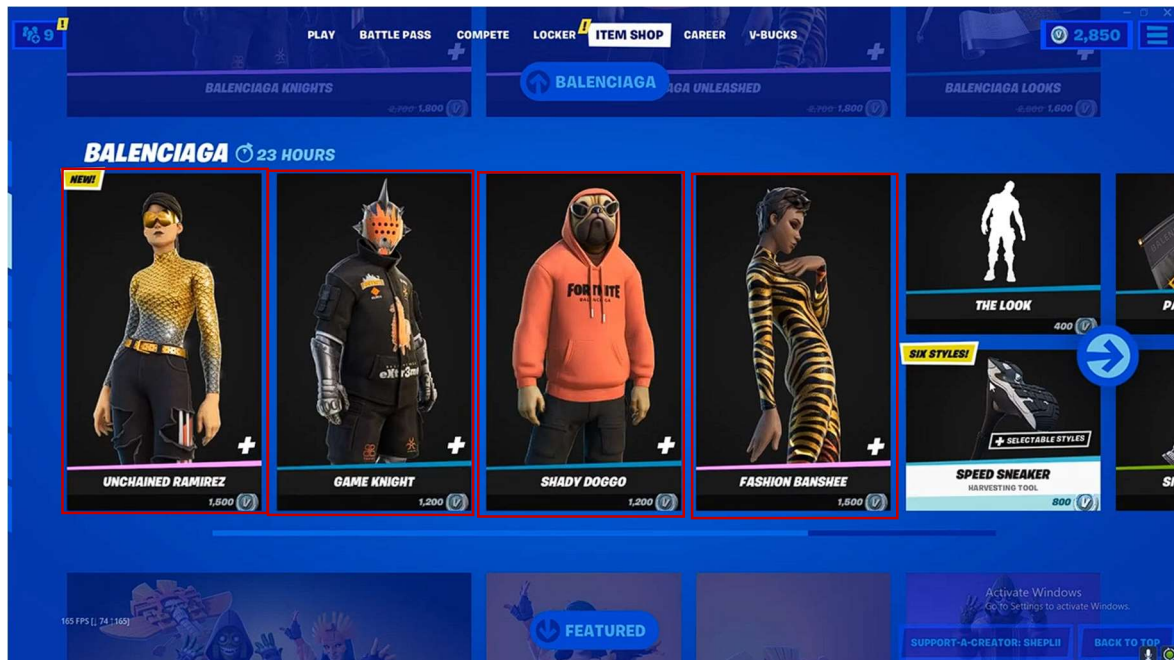 9
!
PLAY
BATTLE PASS
COMPETE
LOCKER
!
ITEM SHOP
CAREER
V-BUCKS
2,850
BALENCIAGA KNIGHTS
2,700 1,800
BALENCIAGA
AGA UNLEASHED
2,700 1,800
BALENCIAGA LOOKS
1,600
BALENCIAGA 23 HOURS
NEW!
UNCHAINED RAMIREZ
1,500
GAME KNIGHT
1,200
FORTNITE
BALENCIAGA
SHADY DOGGO
1,200
FASHION BANSHEE
1,500
THE LOOK
400
SIX STYLES!
+ SELECTABLE STYLES
SPEED SNEAKER
HARVESTING TOOL
800
P
S
165 FPS [¦ 74 '165]
FEATURED
Activate Windows
Go to Settings to activate Windows.
SUPPORT-A-CREATOR: SHEPLII
BACK TO TOP